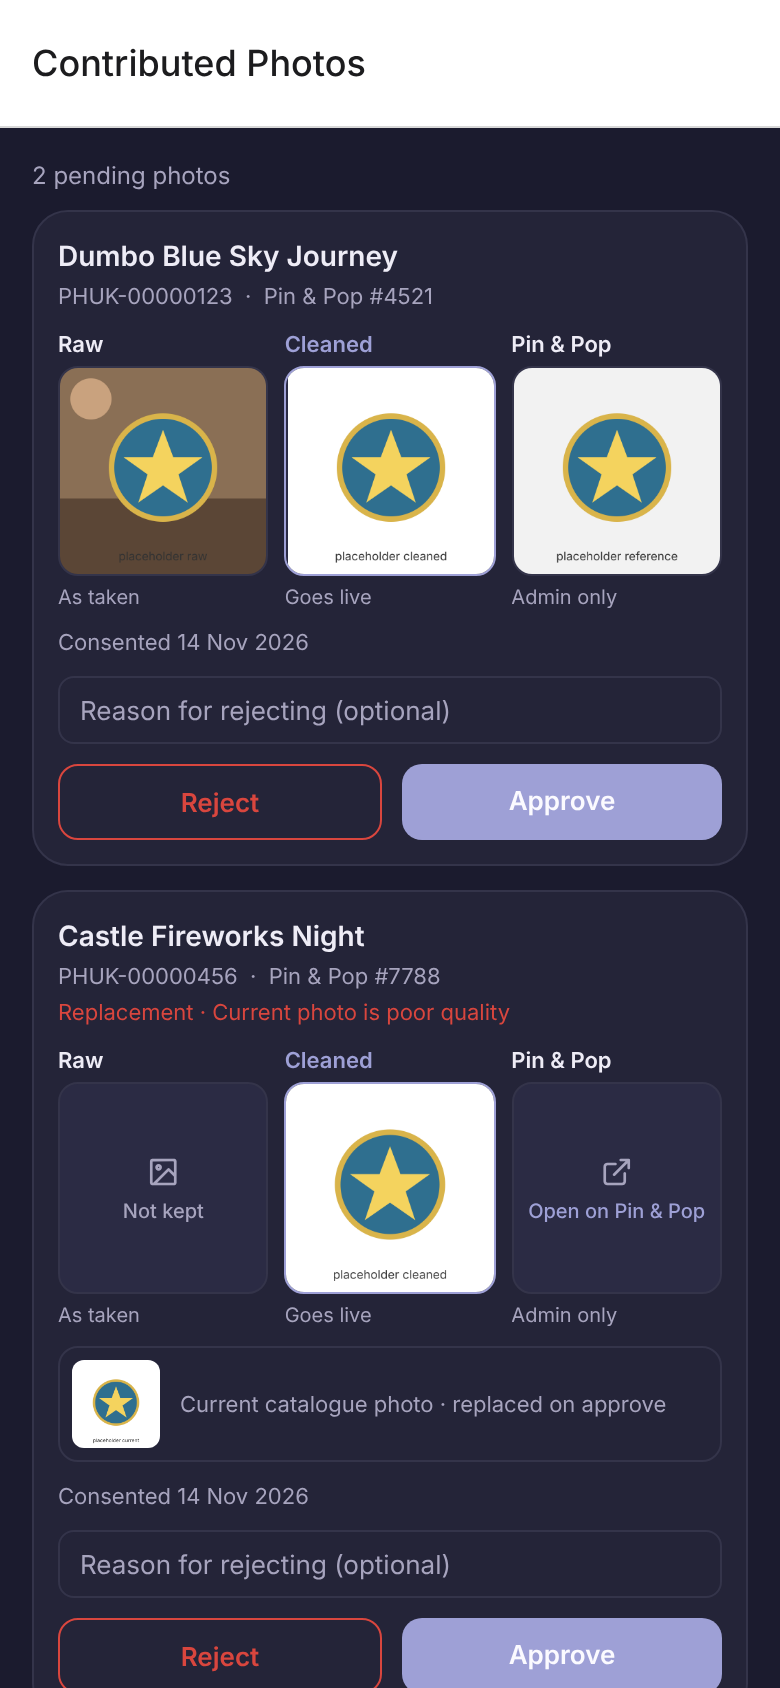 Contributed Photos
2 pending photos
Dumbo Blue Sky Journey
PHUK-00000123 · Pin & Pop #4521
Raw Cleaned Pin & Pop
placeholder raw placeholder cleaned placeholder reference
As taken Goes live Admin only
Consented 14 Nov 2026
Reason for rejecting (optional)
Reject Approve
Castle Fireworks Night
PHUK-00000456 · Pin & Pop #7788
Replacement · Current photo is poor quality
Raw Cleaned Pin & Pop
Not kept Open on Pin & Pop
placeholder cleaned
As taken Goes live Admin only
Current catalogue photo · replaced on approve
placeholder current
Consented 14 Nov 2026
Reason for rejecting (optional)
Reject Approve